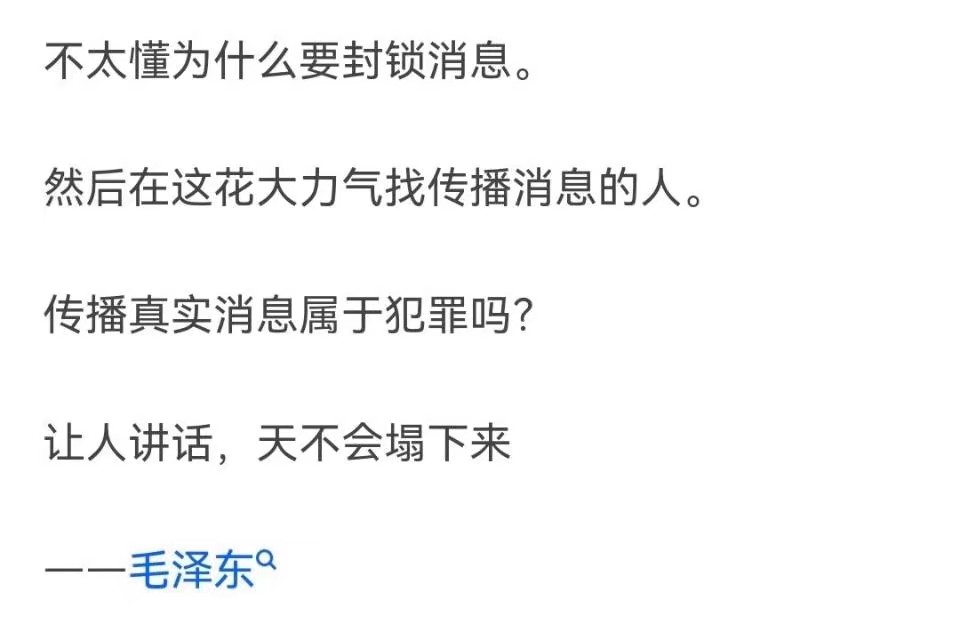 不太懂为什么要封锁消息。
然后在这花大力气找传播消息的人。
传播真实消息属于犯罪吗？
让人讲话，天不会塌下来
——毛泽东